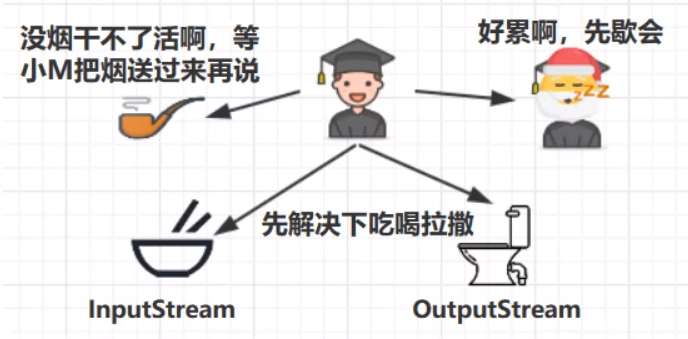 没烟干不了活啊，等
小M把烟送过来再说
好累啊，先歇会
zzZ
先解决下吃喝拉撒
InputStream
OutputStream